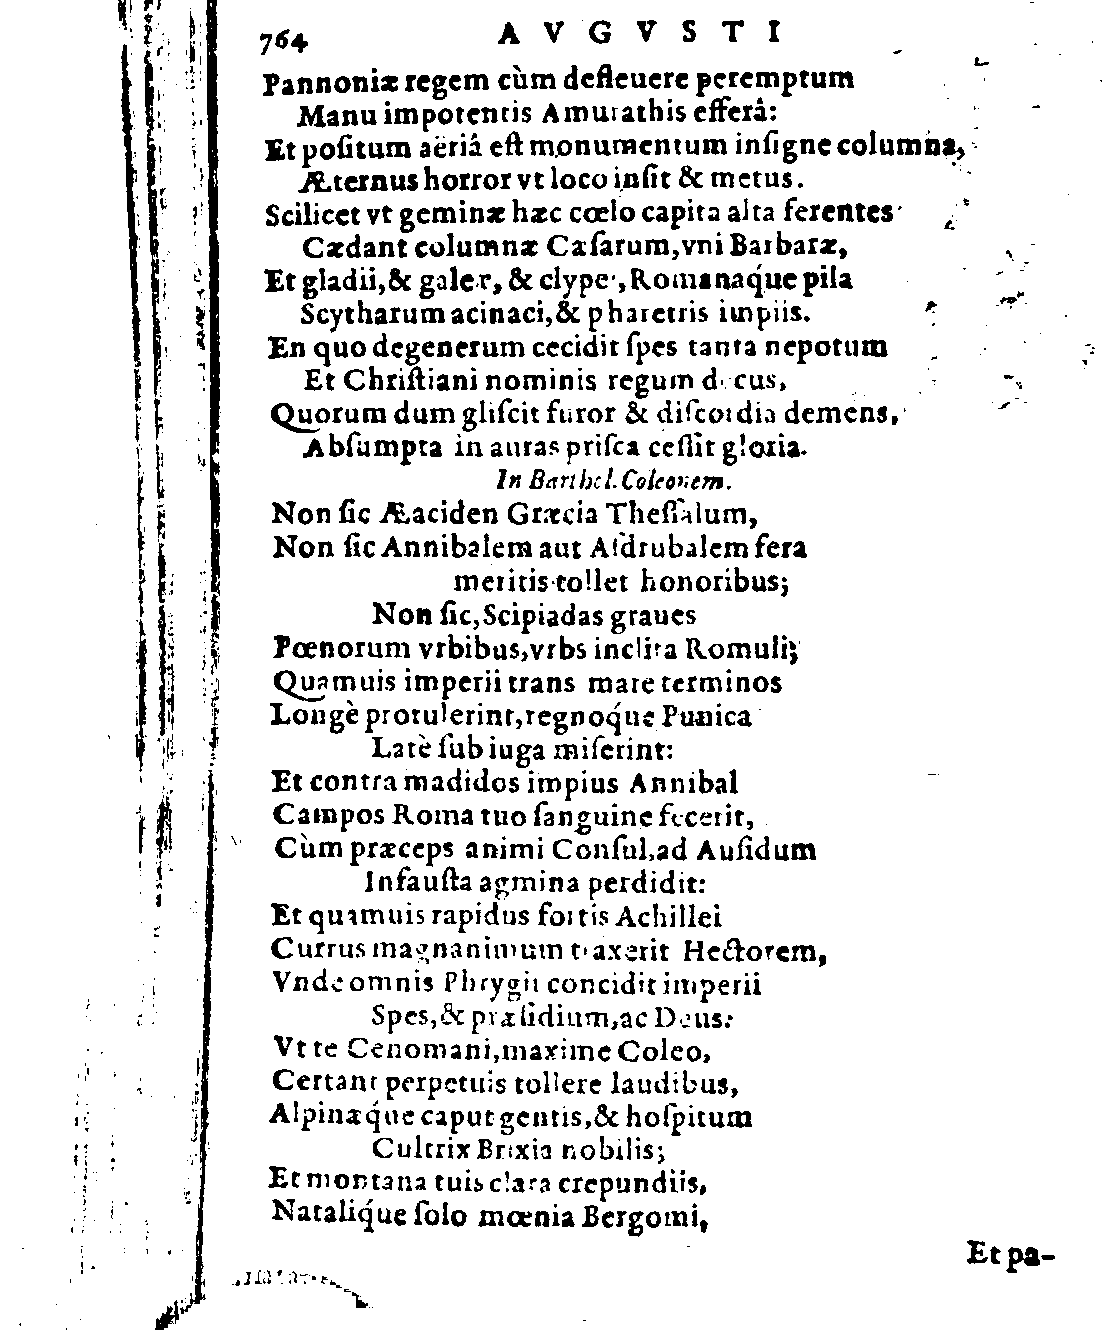 764 AVGVSTI
Pannoniæ regem cùm defleuere peremptum
Manu impotentis Amurathis efferâ:
Et poſitum aëriâ eſt monumentum inſigne columna,
Æternus horror vt loco inſit & metus.
Scilicet vt geminæ hæc cœlo capita alta ferentes
Cædant columnæ Cæſarum, vni Barbaræ,
Et gladii, & galeæ, & clypei, Romanaq́ue pila
Scytharum acinaci, & pharetris impiis.
En quo degenerum cecidit ſpes tanta nepotum
Et Chriſtiani nominis regum decus,
Quorum dum gliſcit furor & diſcordia demens,
Abſumpta in auras priſca ceſſit gloria.
In Barthol. Coleonem.
Non ſic Æaciden Græcia Theſſalum,
Non ſic Annibalem aut Aſdrubalem fera
meritis tollet honoribus;
Non ſic, Scipiadas graues
Pœnorum vrbibus, vrbs inclita Romuli;
Quamuis imperii trans mare terminos
Longè protulerint, regnoq́ue Punica
Latè ſub iuga miſerint:
Et contra madidos impius Annibal
Campos Roma tuo ſanguine fecerit,
Cùm præceps animi Conſul, ad Aufidum
Infauſta agmina perdidit:
Et quamuis rapidus fortis Achillei
Currus magnanimum traxerit Hectorem,
Vnde omnis Phrygii concidit imperii
Spes, & præſidium, ac Deus:
Vt te Cenomani, maxime Coleo,
Certant perpetuis tollere laudibus,
Alpinæq́ue caput gentis, & hoſpitum
Cultrix Brixia nobilis;
Et montana tuis clara crepundiis,
Nataliq́ue ſolo mœnia Bergomi,
Et pa-